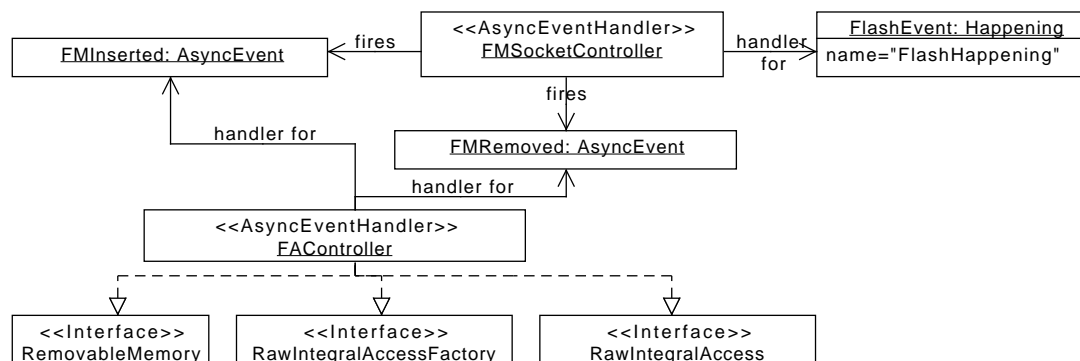 <<AsyncEventHandler>>
FMSocketController
FMInserted: AsyncEvent
fires
handler
for
FlashEvent: Happening
name="FlashHappening"
fires
handler for
FMRemoved: AsyncEvent
handler for
<<AsyncEventHandler>>
FAController
<<Interface>>
RemovableMemory
<<Interface>>
RawIntegralAccessFactory
<<Interface>>
RawIntegralAccess